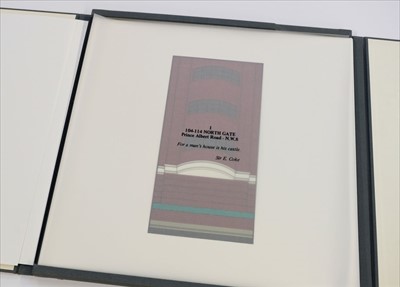 1
104-114 NORTH GATE
Prince Albert Road - N.W.8
For a man's house is his castle
Sir E. Coke